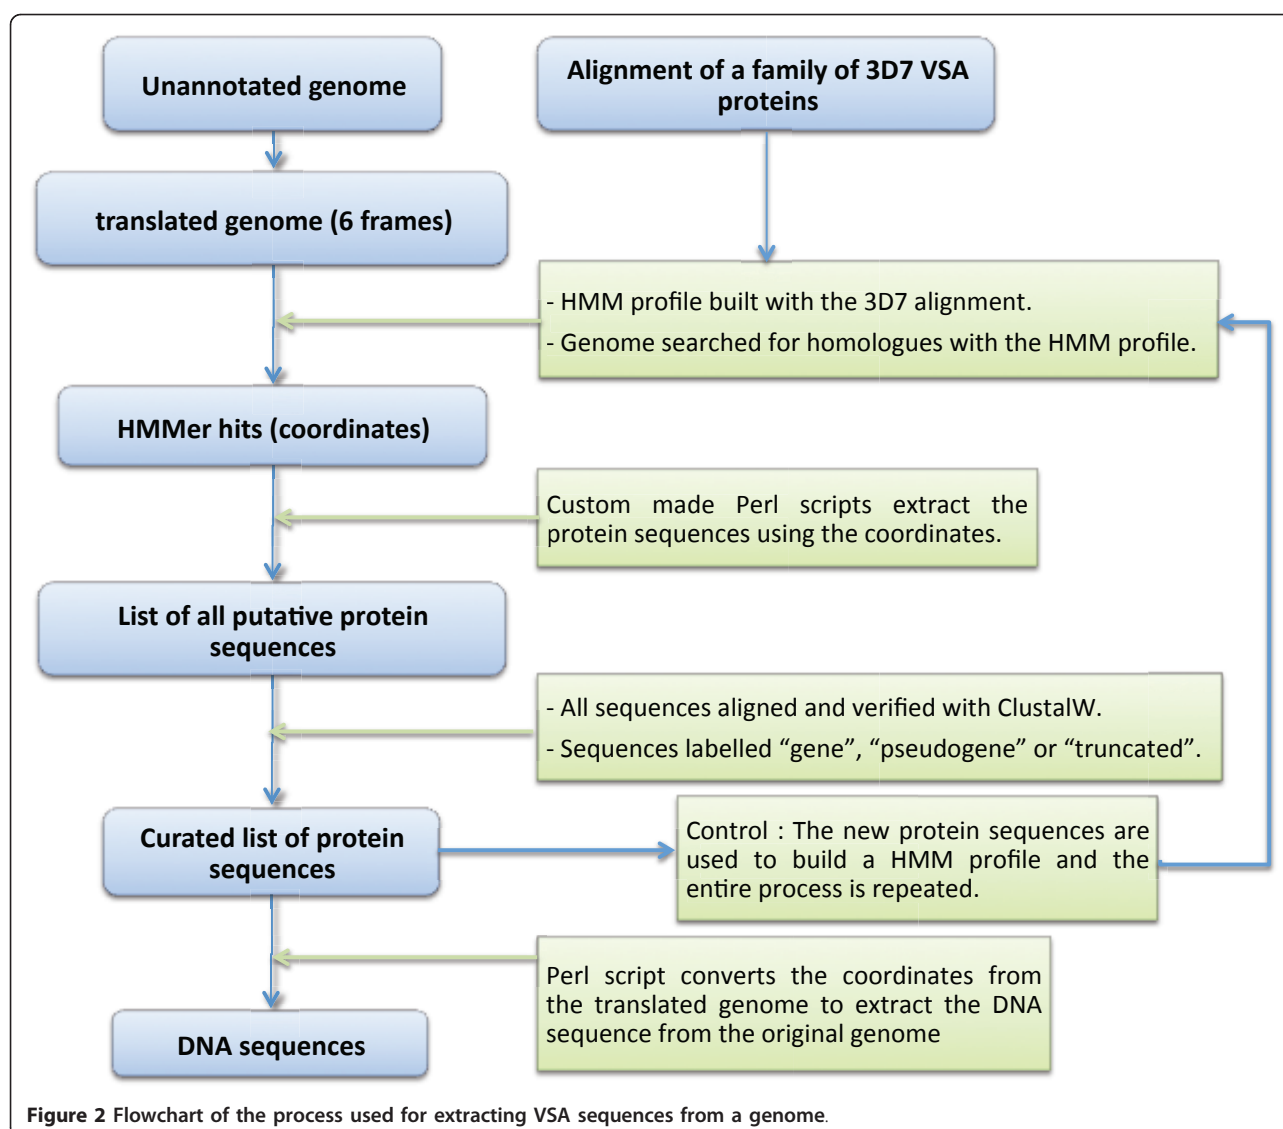 Unannotated genome
Alignment of a family of 3D7 VSA
proteins
translated genome (6 frames)
- HMM profile built with the 3D7 alignment.
- Genome searched for homologues with the HMM profile.
HMMer hits (coordinates)
Custom made Perl scripts extract the
protein sequences using the coordinates.
List of all putative protein
sequences
- All sequences aligned and verified with ClustalW.
- Sequences labelled “gene”, “pseudogene” or “truncated”.
Curated list of protein
sequences
Control : The new protein sequences are
used to build a HMM profile and the
entire process is repeated.
Perl script converts the coordinates from
the translated genome to extract the DNA
sequence from the original genome
DNA sequences
Figure 2 Flowchart of the process used for extracting VSA sequences from a genome.